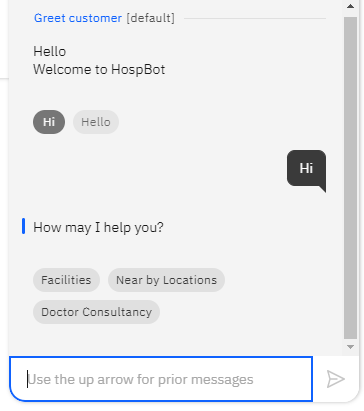 Greet customer [default]
Hello
Welcome to HospBot
Hi Hello
Hi
How may I help you?
Facilities Near by Locations
Doctor Consultancy
Use the up arrow for prior messages